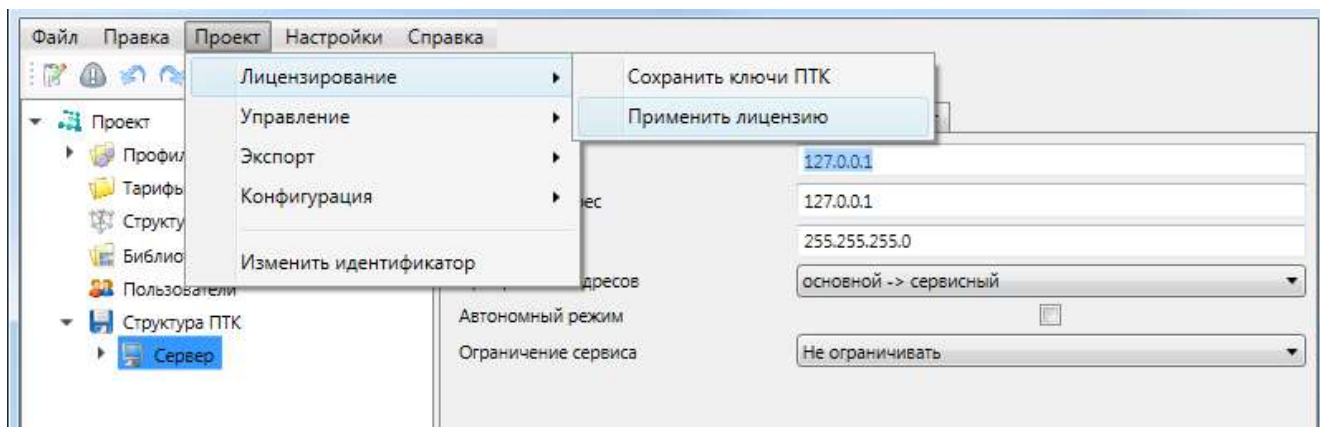 Файл Правка Проект Настройки Справка
Лицензирование
Сохранить ключи ПТК
Управление
Применить лицензию
Экспорт
Конфигурация
Изменить идентификатор
Проект
Тарифы
Пользователи
Структура ПТК
Сервер
127.0.0.1
127.0.0.1
255.255.255.0
основной -> сервисный
Автономный режим
Ограничение сервиса
Не ограничивать